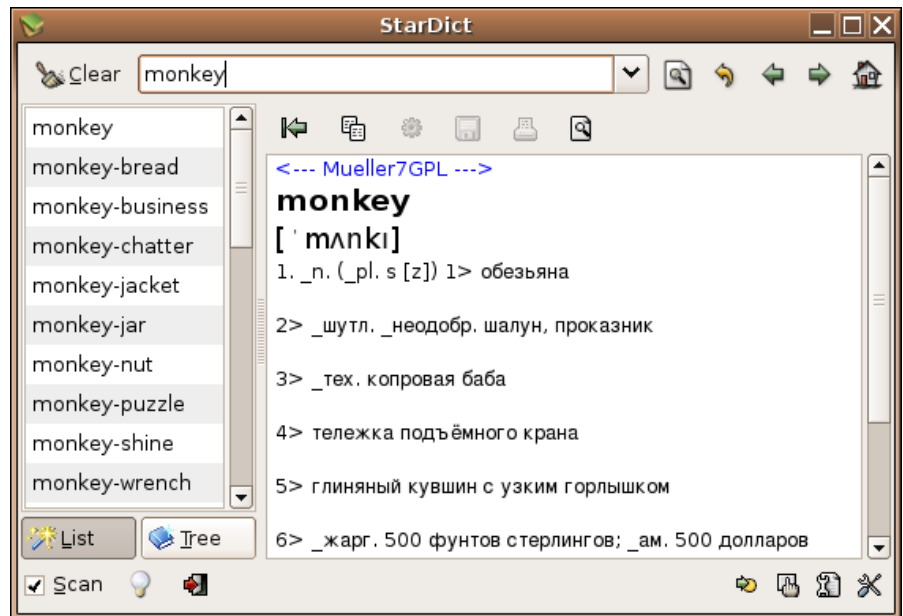 StarDict
Clear monkey
monkey
monkey-bread
monkey-business
monkey-chatter
monkey-jacket
monkey-jar
monkey-nut
monkey-puzzle
monkey-shine
monkey-wrench
List Tree
Scan
<--- Mueller7GPL --->
monkey
[ ˈmʌnkɪ]
1. _n. (_pl. s [z]) 1> обезьяна
2> _шутл. _неодобр. шалун, проказник
3> _тех. копровая баба
4> тележка подъёмного крана
5> глиняный кувшин с узким горлышком
6> _жарг. 500 фунтов стерлингов; _ам. 500 долларов